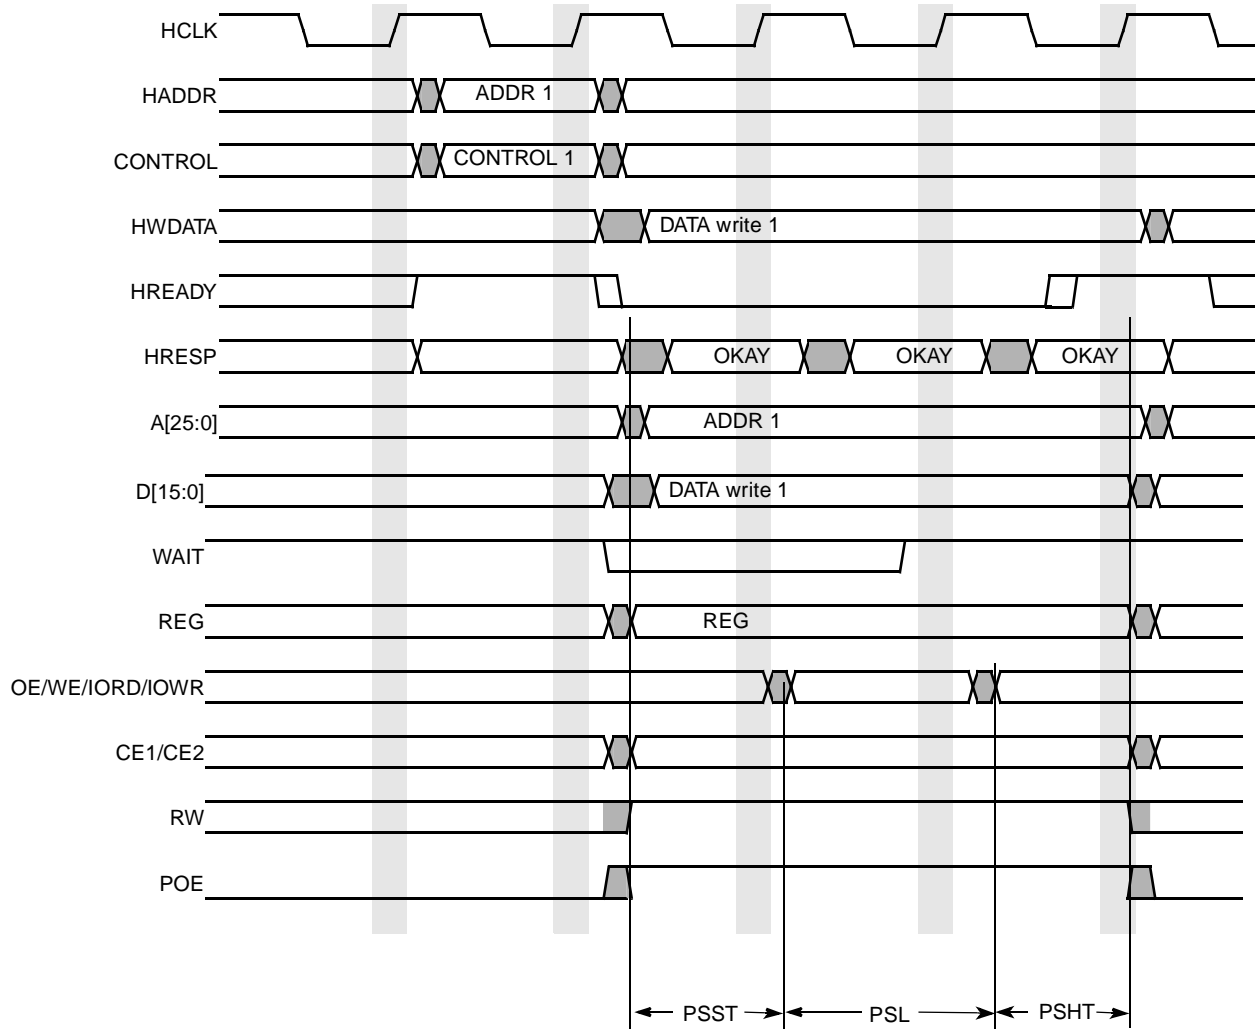 HCLK
HADDR ADDR 1
CONTROL CONTROL 1
HWDATA DATA write 1
HREADY
HRESP OKAY OKAY OKAY
A[25:0] ADDR 1
D[15:0] DATA write 1
WAIT
REG REG
OE/WE/IORD/IOWR
CE1/CE2
RW
POE
PSST PSL PSHT